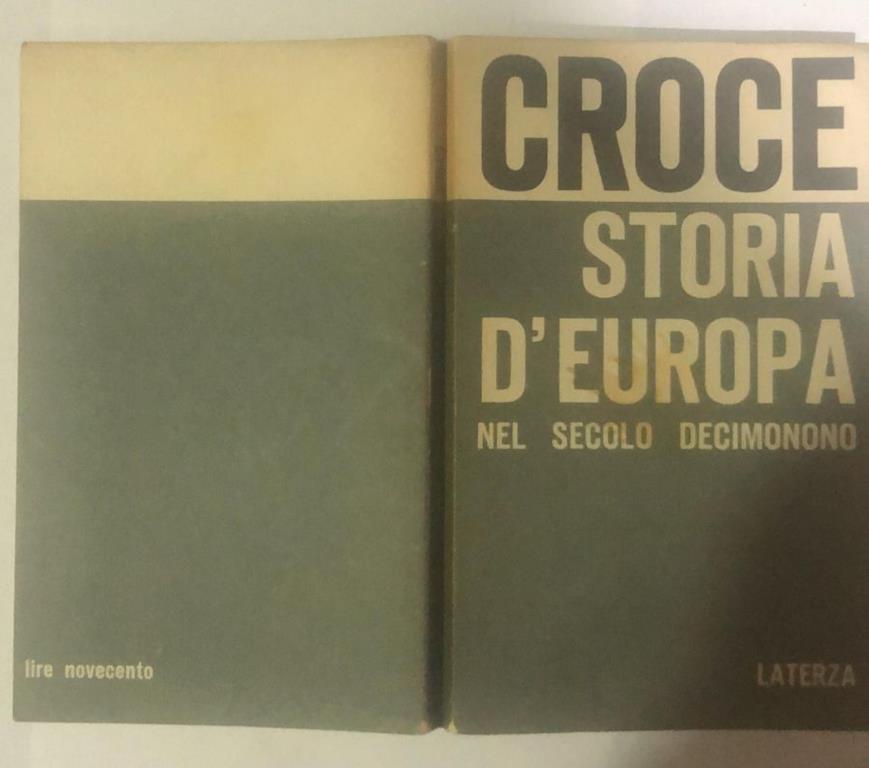 CROCE
STORIA
D'EUROPA
NEL SECOLO DECIMONONO
LATERZA
lire novecento